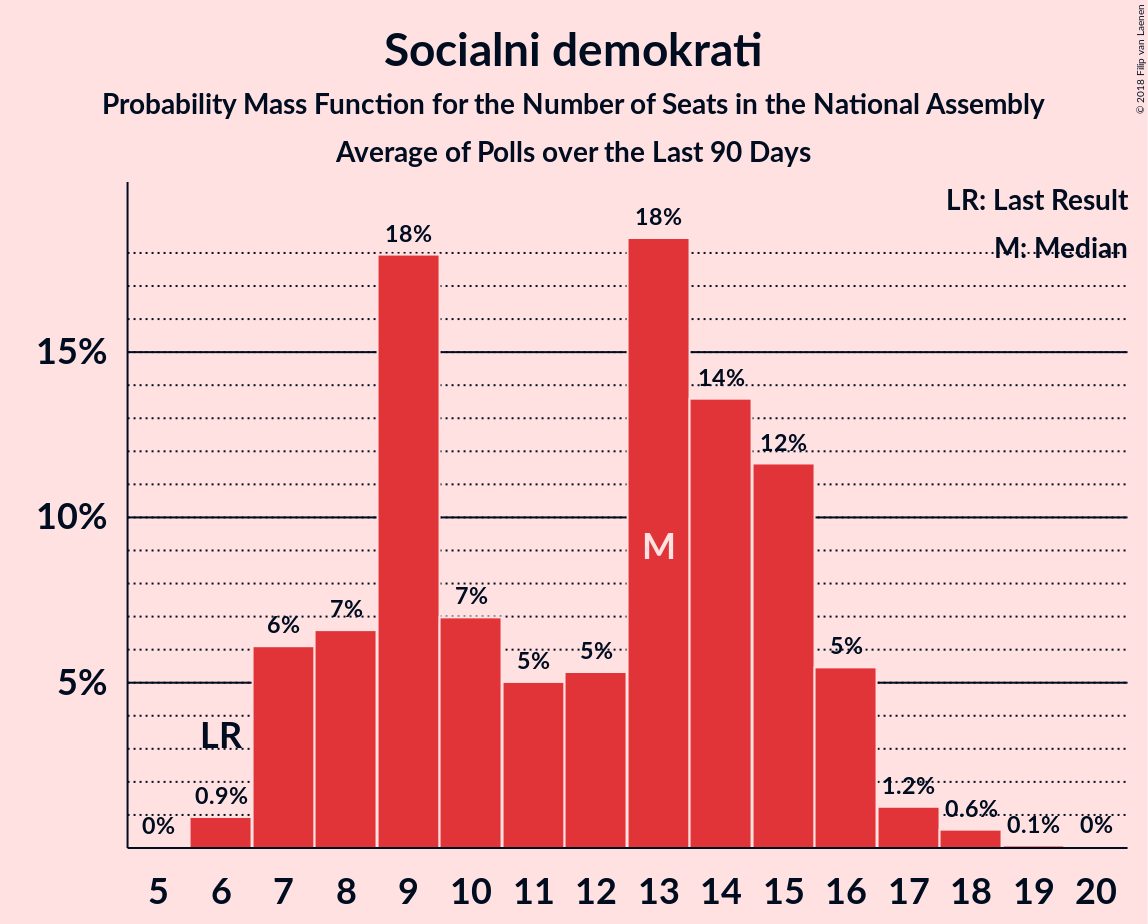 Socialni demokrati
Probability Mass Function for the Number of Seats in the National Assembly
Average of Polls over the Last 90 Days
© 2018 Filip van Laenen
LR: Last Result
M: Median
18%
18%
15%
14%
12%
10%
M
7%
7%
6%
5%
5%
5%
5%
LR
0.9%
1.2%
0.6%
0%
0.1%
0%
5 6 7 8 9 10 11 12 13 14 15 16 17 18 19 20